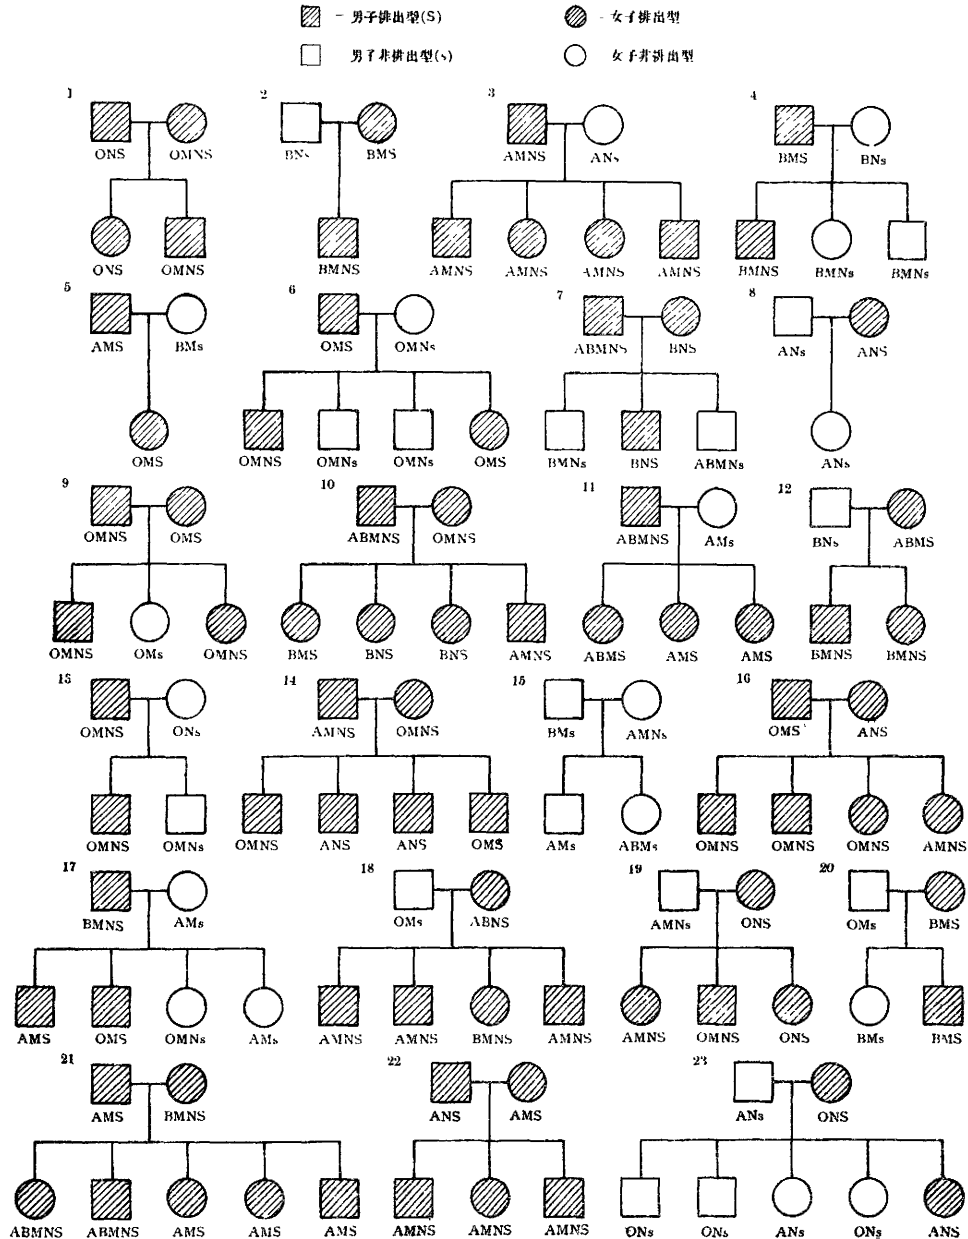 男子排出型(S) 女子排出型
男子非排出型(s) 女子非排出型
1 2 3 4
ONS OMNS BNs BMS AMNS ANs BMS BNs
ONS OMNS BMNS AMNS AMNS AMNS AMNS BMNS BMNs BMNs
5 6 7 8
AMS BMs OMS OMNs ABMNS BNS ANs ANS
OMS OMNS OMNs OMNs OMS BMNs BNS ABMNs ANs
9 10 11 12
OMNS OMS ABMNS OMNS ABMNS AMs BNs ABMS
OMNS OMs OMNS BMS BNS BNS AMNS ABMS AMS AMS BMNS BMNS
13 14 15 16
OMNS ONs AMNS OMNS BMs AMNs OMS ANS
OMNS OMNs OMNS ANS ANS OMS AMs ABMs OMNS OMNS OMNS AMNS
17 18 19 20
BMNS AMs OMs ABNS AMNs ONS OMs BMS
AMS OMS OMNs AMs AMNS AMNS BMNS AMNS AMNS OMNS ONS BMs BMS
21 22 23
AMS BMNS ANS AMS ANs ONS
ABMNS ABMNS AMS AMS AMS AMNS AMNS AMNS ONs ONs ANs ONs ANS